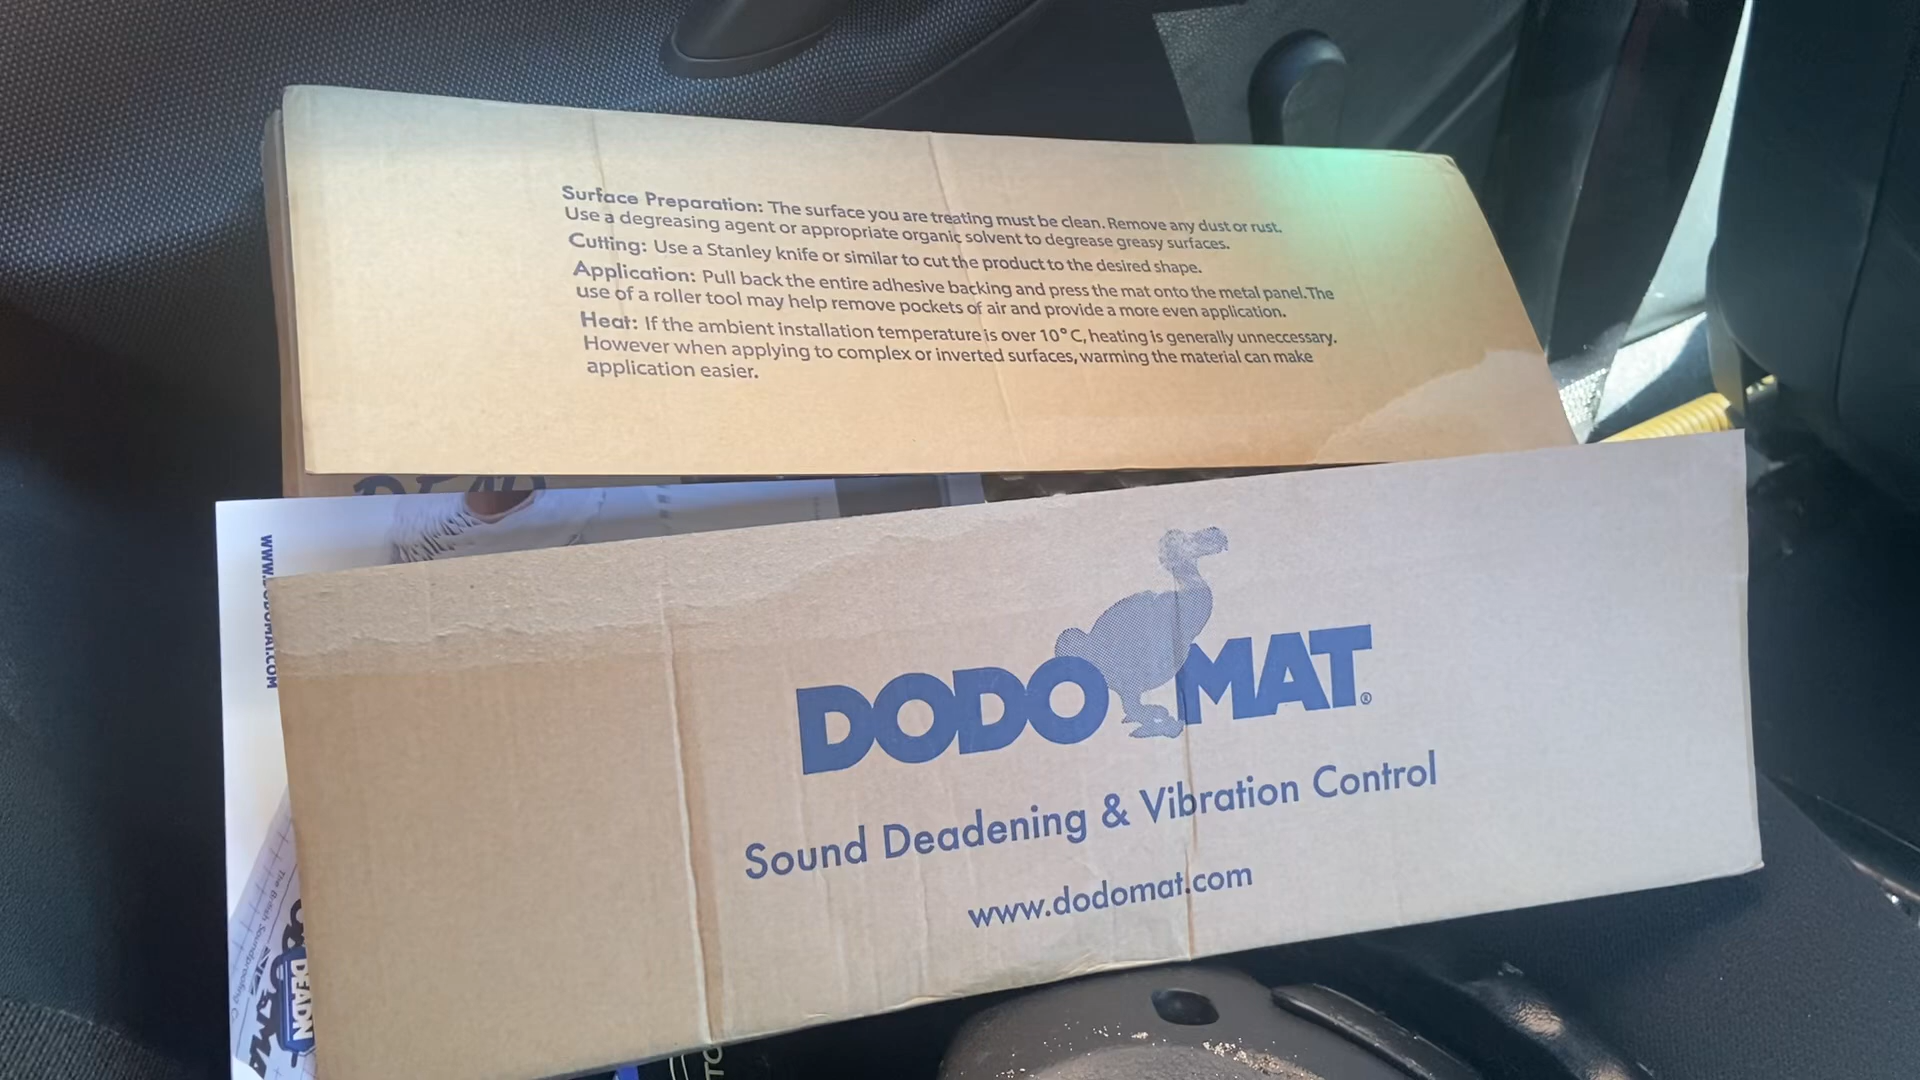 Surface Preparation: The surface you are treating must be clean. Remove any dust or rust.
Use a degreasing agent or appropriate organic solvent to degrease greasy surfaces.
Cutting: Use a Stanley knife or similar to cut the product to the desired shape.
Application: Pull back the entire adhesive backing and press the mat onto the metal panel. The
use of a roller tool may help remove pockets of air and provide a more even application.
Heat: If the ambient installation temperature is over 10° C, heating is generally unneccessary.
However when applying to complex or inverted surfaces, warming the material can make
application easier.
DEAD
WWW.DODOMAT.COM
DODO MAT®
Sound Deadening & Vibration Control
www.dodomat.com
The British Soundproofing
DEADN